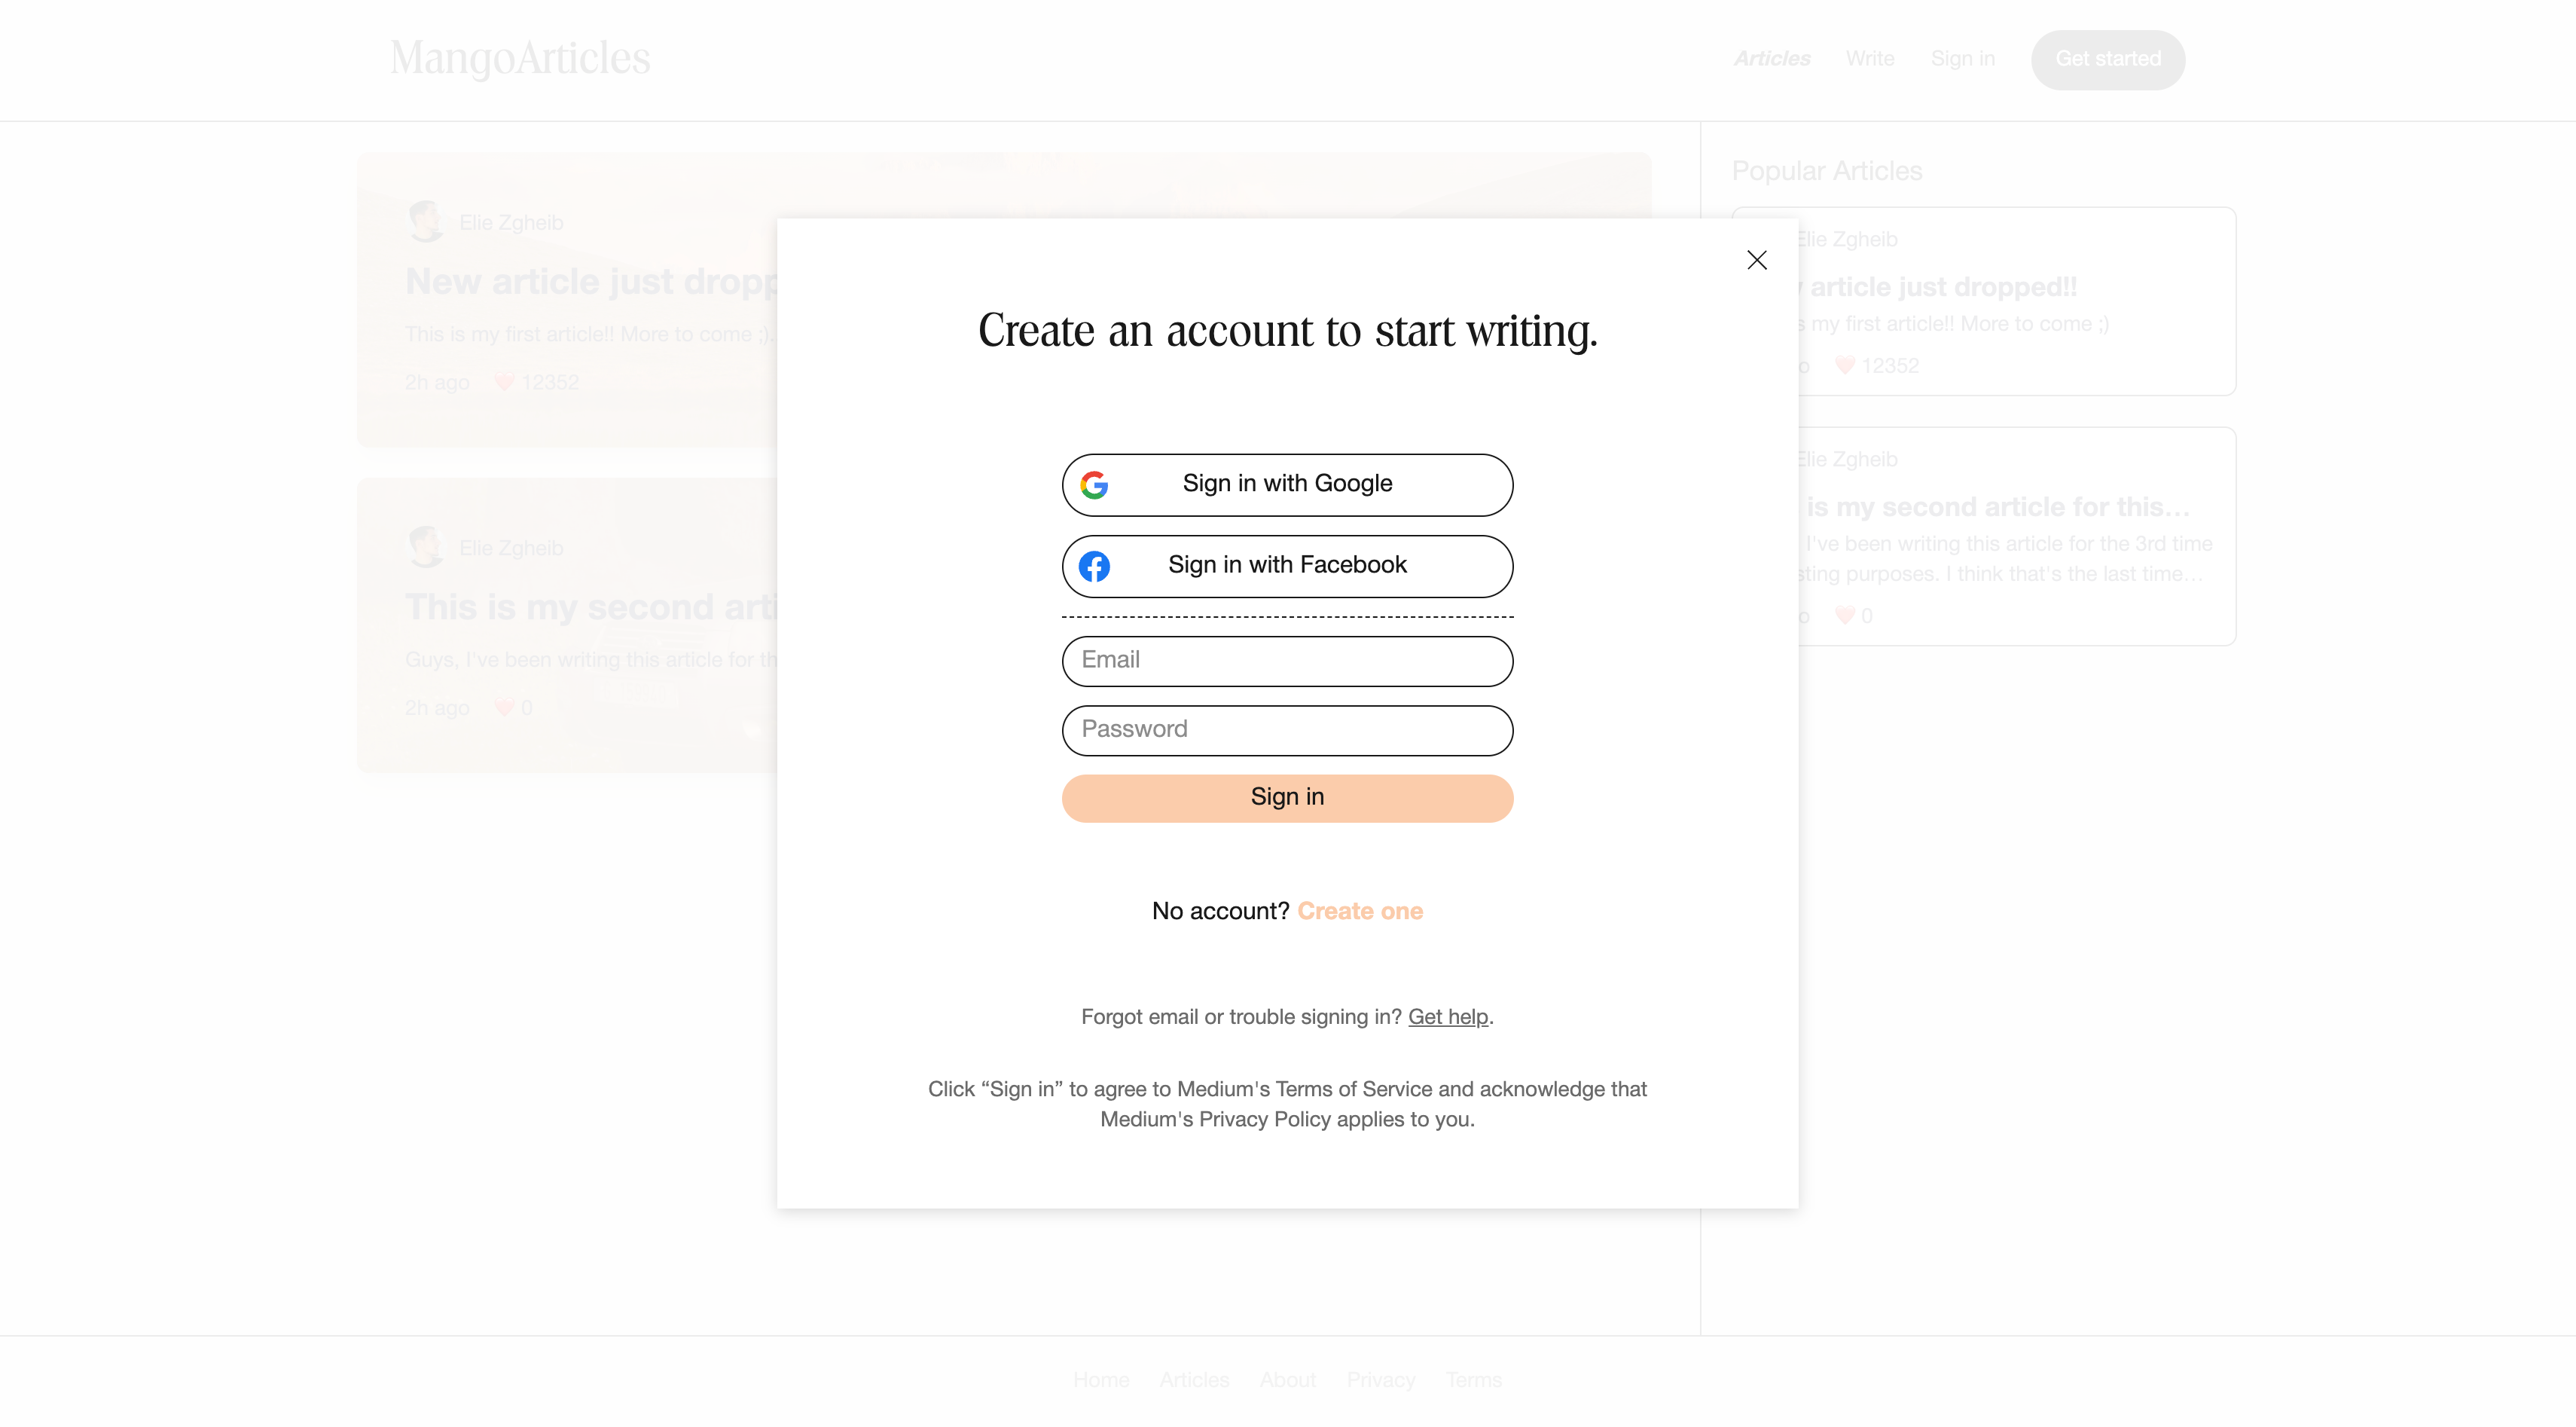 MangoArticles
Articles Write Sign in Get started
Elie Zgheib
New article just dropp
This is my first article!! More to come ;).
2h ago ❤️ 12352
Elie Zgheib
This is my second arti
Guys, I've been writing this article for th
2h ago ❤️ 0
Popular Articles
Elie Zgheib
article just dropped!!
s my first article!! More to come ;)
o ❤️ 12352
Elie Zgheib
is my second article for this...
I've been writing this article for the 3rd time
sting purposes. I think that's the last time...
o ❤️ 0
Create an account to start writing.
Sign in with Google
Sign in with Facebook
Email
Password
Sign in
No account? Create one
Forgot email or trouble signing in? Get help.
Click “Sign in” to agree to Medium's Terms of Service and acknowledge that
Medium's Privacy Policy applies to you.
Home Articles About Privacy Terms